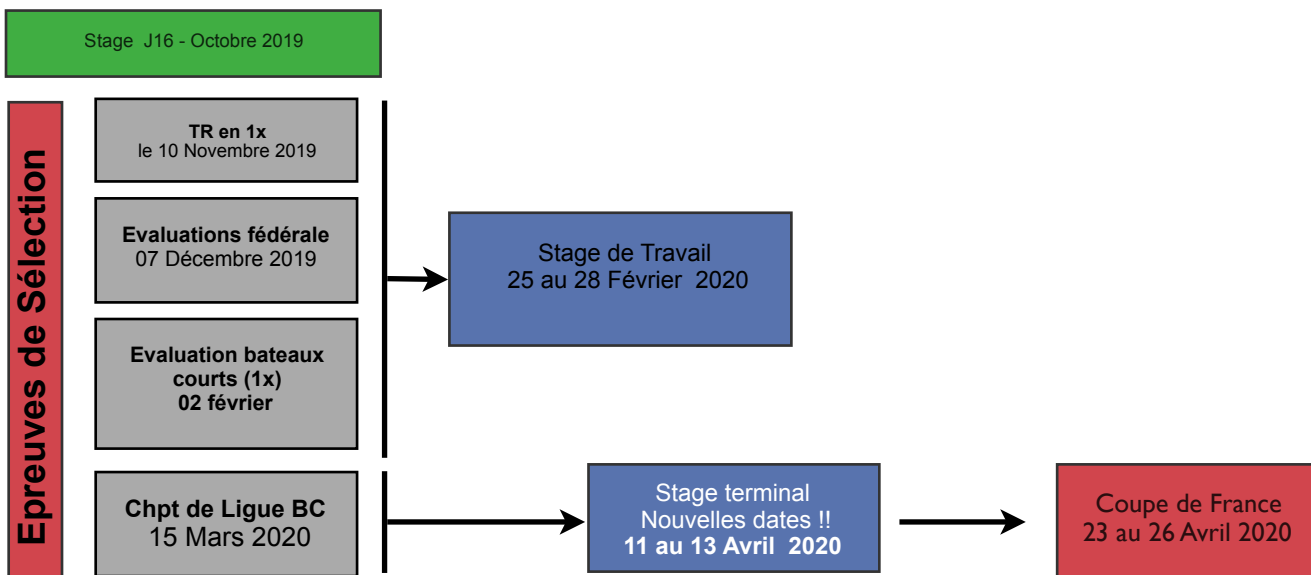 Stage J16 - Octobre 2019
Epreuves de Sélection
TR en 1x
le 10 Novembre 2019
Evaluations fédérale
07 Décembre 2019
Evaluation bateaux
courts (1x)
02 février
Stage de Travail
25 au 28 Février 2020
Chpt de Ligue BC
15 Mars 2020
Stage terminal
Nouvelles dates !!
11 au 13 Avril 2020
Coupe de France
23 au 26 Avril 2020